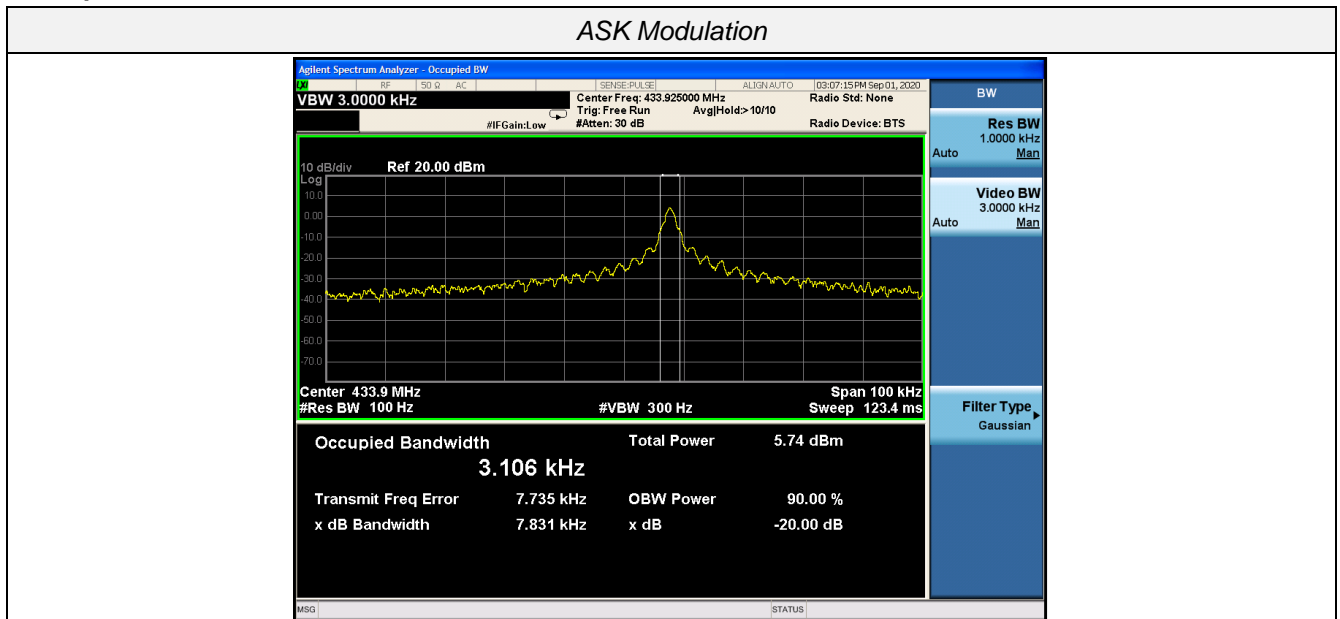 ASK Modulation
Agilent Spectrum Analyzer - Occupied BW
LXI RF 50 Ω AC SENSE:PULSE ALIGN AUTO 03:07:15 PM Sep 01, 2020
VBW 3.0000 kHz Center Freq: 433.925000 MHz Radio Std: None
Trig: Free Run Avg|Hold:> 10/10
#IFGain:Low #Atten: 30 dB Radio Device: BTS
10 dB/div Ref 20.00 dBm
Log
10.0
0.00
-10.0
-20.0
-30.0
-40.0
-50.0
-60.0
-70.0
Center 433.9 MHz Span 100 kHz
#Res BW 100 Hz #VBW 300 Hz Sweep 123.4 ms
Occupied Bandwidth Total Power 5.74 dBm
3.106 kHz
Transmit Freq Error 7.735 kHz OBW Power 90.00 %
x dB Bandwidth 7.831 kHz x dB -20.00 dB
MSG STATUS
BW
Res BW
1.0000 kHz
Auto Man
Video BW
3.0000 kHz
Auto Man
Filter Type
Gaussian